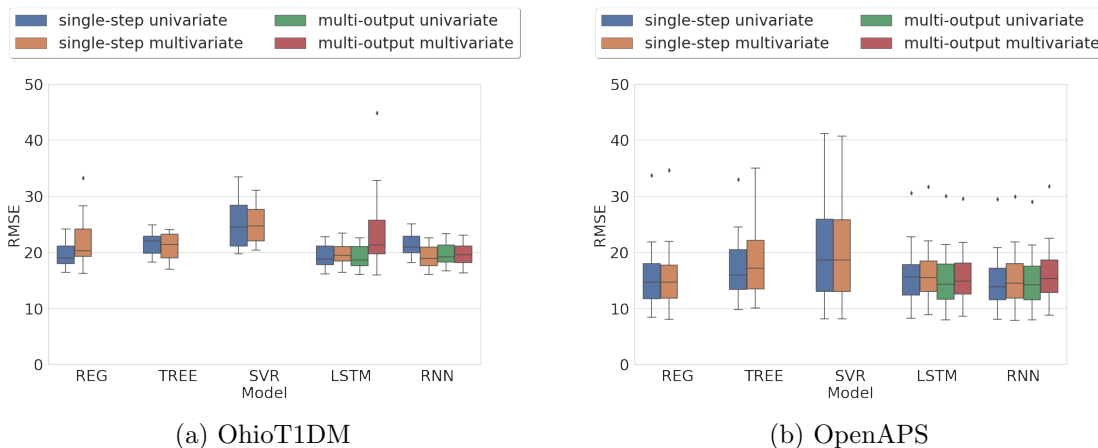 single-step univariate multi-output univariate
single-step multivariate multi-output multivariate
50
40
30
20
10
0
RMSE
REG TREE SVR LSTM RNN
Model
(a) OhioT1DM
single-step univariate multi-output univariate
single-step multivariate multi-output multivariate
50
40
30
20
10
0
RMSE
REG TREE SVR LSTM RNN
Model
(b) OpenAPS